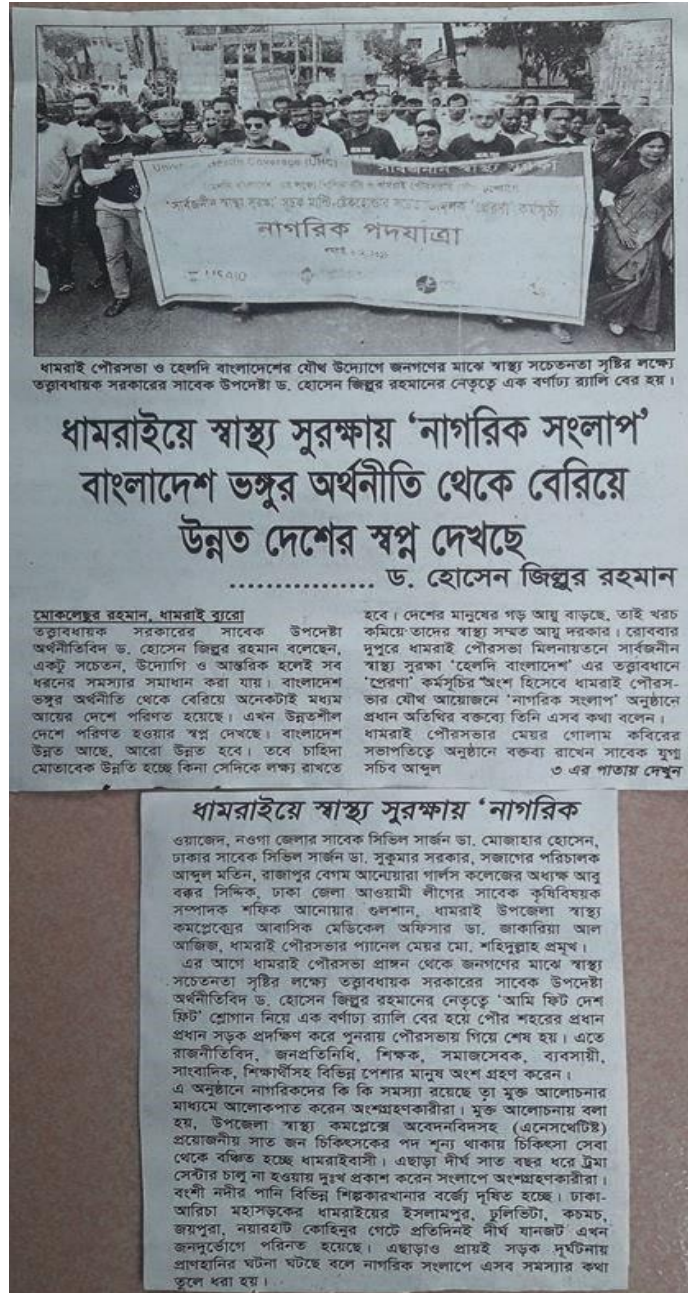 Universal Health Coverage (UHC)
সার্বজনীন স্বাস্থ্য সুরক্ষা
নাগরিক পদযাত্রা
USAID
ধামরাই পৌরসভা ও হেলদি বাংলাদেশের যৌথ উদ্যোগে জনগণের মাঝে স্বাস্থ্য সচেতনতা সৃষ্টির লক্ষ্যে
তত্ত্বাবধায়ক সরকারের সাবেক উপদেষ্টা ড. হোসেন জিল্লুর রহমানের নেতৃত্বে এক বর্ণাঢ্য র‍্যালি বের হয়।
ধামরাইয়ে স্বাস্থ্য সুরক্ষায় ‘নাগরিক সংলাপ’
বাংলাদেশ ভঙ্গুর অর্থনীতি থেকে বেরিয়ে
উন্নত দেশের স্বপ্ন দেখছে
.................. ড. হোসেন জিল্লুর রহমান
মোকলেছুর রহমান, ধামরাই ব্যুরো
তত্ত্বাবধায়ক সরকারের সাবেক উপদেষ্টা
অর্থনীতিবিদ ড. হোসেন জিল্লুর রহমান বলেছেন,
একটু সচেতন, উদ্যোগি ও আন্তরিক হলেই সব
ধরনের সমস্যার সমাধান করা যায়। বাংলাদেশ
ভঙ্গুর অর্থনীতি থেকে বেরিয়ে অনেকটাই মধ্যম
আয়ের দেশে পরিণত হয়েছে। এখন উন্নতশীল
দেশে পরিণত হওয়ার স্বপ্ন দেখছে। বাংলাদেশ
উন্নত আছে, আরো উন্নত হবে। তবে চাহিদা
মোতাবেক উন্নতি হচ্ছে কিনা সেদিকে লক্ষ্য রাখতে
হবে। দেশের মানুষের গড় আয়ু বাড়ছে, তাই খরচ
কমিয়ে তাদের স্বাস্থ্য সম্মত আয়ু দরকার। রোববার
দুপুরে ধামরাই পৌরসভা মিলনায়তনে সার্বজনীন
স্বাস্থ্য সুরক্ষা ‘হেলদি বাংলাদেশ’ এর তত্ত্বাবধানে
‘প্রেরণা’ কর্মসূচির অংশ হিসেবে ধামরাই পৌরস-
ভার যৌথ আয়োজনে ‘নাগরিক সংলাপ’ অনুষ্ঠানে
প্রধান অতিথির বক্তব্যে তিনি এসব কথা বলেন।
ধামরাই পৌরসভার মেয়র গোলাম কবিরের
সভাপতিত্বে অনুষ্ঠানে বক্তব্য রাখেন সাবেক যুগ্ম
সচিব আব্দুল ৩ এর পাতায় দেখুন
ধামরাইয়ে স্বাস্থ্য সুরক্ষায় ‘নাগরিক
ওয়াজেদ, নওগা জেলার সাবেক সিভিল সার্জন ডা. মোজাহার হোসেন,
ঢাকার সাবেক সিভিল সার্জন ডা. সুকুমার সরকার, সজাগের পরিচালক
আব্দুল মতিন, রাজাপুর বেগম আনোয়ারা গার্লস কলেজের অধ্যক্ষ আবু
বক্কর সিদ্দিক, ঢাকা জেলা আওয়ামী লীগের সাবেক কৃষিবিষয়ক
সম্পাদক শফিক আনোয়ার গুলশান, ধামরাই উপজেলা স্বাস্থ্য
কমপ্লেক্সের আবাসিক মেডিকেল অফিসার ডা. জাকারিয়া আল
আজিজ, ধামরাই পৌরসভার প্যানেল মেয়র মো. শহিদুল্লাহ প্রমূখ।
এর আগে ধামরাই পৌরসভা প্রাঙ্গন থেকে জনগণের মাঝে স্বাস্থ্য
সচেতনতা সৃষ্টির লক্ষ্যে তত্ত্বাবধায়ক সরকারের সাবেক উপদেষ্টা
অর্থনীতিবিদ ড. হোসেন জিল্লুর রহমানের নেতৃত্বে ‘আমি ফিট দেশ
ফিট’ শ্লোগান নিয়ে এক বর্ণাঢ্য র‍্যালি বের হয়ে পৌর শহরের প্রধান
প্রধান সড়ক প্রদক্ষিণ করে পুনরায় পৌরসভায় গিয়ে শেষ হয়। এতে
রাজনীতিবিদ, জনপ্রতিনিধি, শিক্ষক, সমাজসেবক, ব্যবসায়ী,
সাংবাদিক, শিক্ষার্থীসহ বিভিন্ন পেশার মানুষ অংশ গ্রহণ করেন।
এ অনুষ্ঠানে নাগরিকদের কি কি সমস্যা রয়েছে তা মুক্ত আলোচনার
মাধ্যমে আলোকপাত করেন অংশগ্রহণকারীরা। মুক্ত আলোচনায় বলা
হয়, উপজেলা স্বাস্থ্য কমপ্লেক্সে অবেদনবিদসহ (এনেসথেটিষ্ট)
প্রয়োজনীয় সাত জন চিকিৎসকের পদ শূন্য থাকায় চিকিত্সা সেবা
থেকে বঞ্চিত হচ্ছে ধামরাইবাসী। এছাড়া দীর্ঘ সাত বছর ধরে ট্রমা
সেন্টার চালু না হওয়ায় দুঃখ প্রকাশ করেন সংলাপে অংশগ্রহণকারীরা।
বংশী নদীর পানি বিভিন্ন শিল্পকারখানার বর্জ্যে দূষিত হচ্ছে। ঢাকা-
আরিচা মহাসড়কের ধামরাইয়ের ইসলামপুর, ঢুলিভিটা, কচমচ,
জয়পুরা, নয়ারহাট কোহিনুর গেটে প্রতিদিনই দীর্ঘ যানজট এখন
জনদুর্ভোগে পরিনত হয়েছে। এছাড়াও প্রায়ই সড়ক দূর্ঘটনায়
প্রাণহানির ঘটনা ঘটছে বলে নাগরিক সংলাপে এসব সমস্যার কথা
তুলে ধরা হয়।